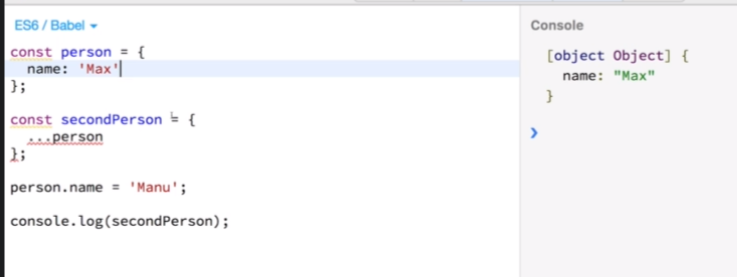 ES6 / Babel
const person = {
  name: 'Max'
};
const secondPerson = {
  ...person
};
person.name = 'Manu';
console.log(secondPerson);
Console
[object Object] {
  name: "Max"
}